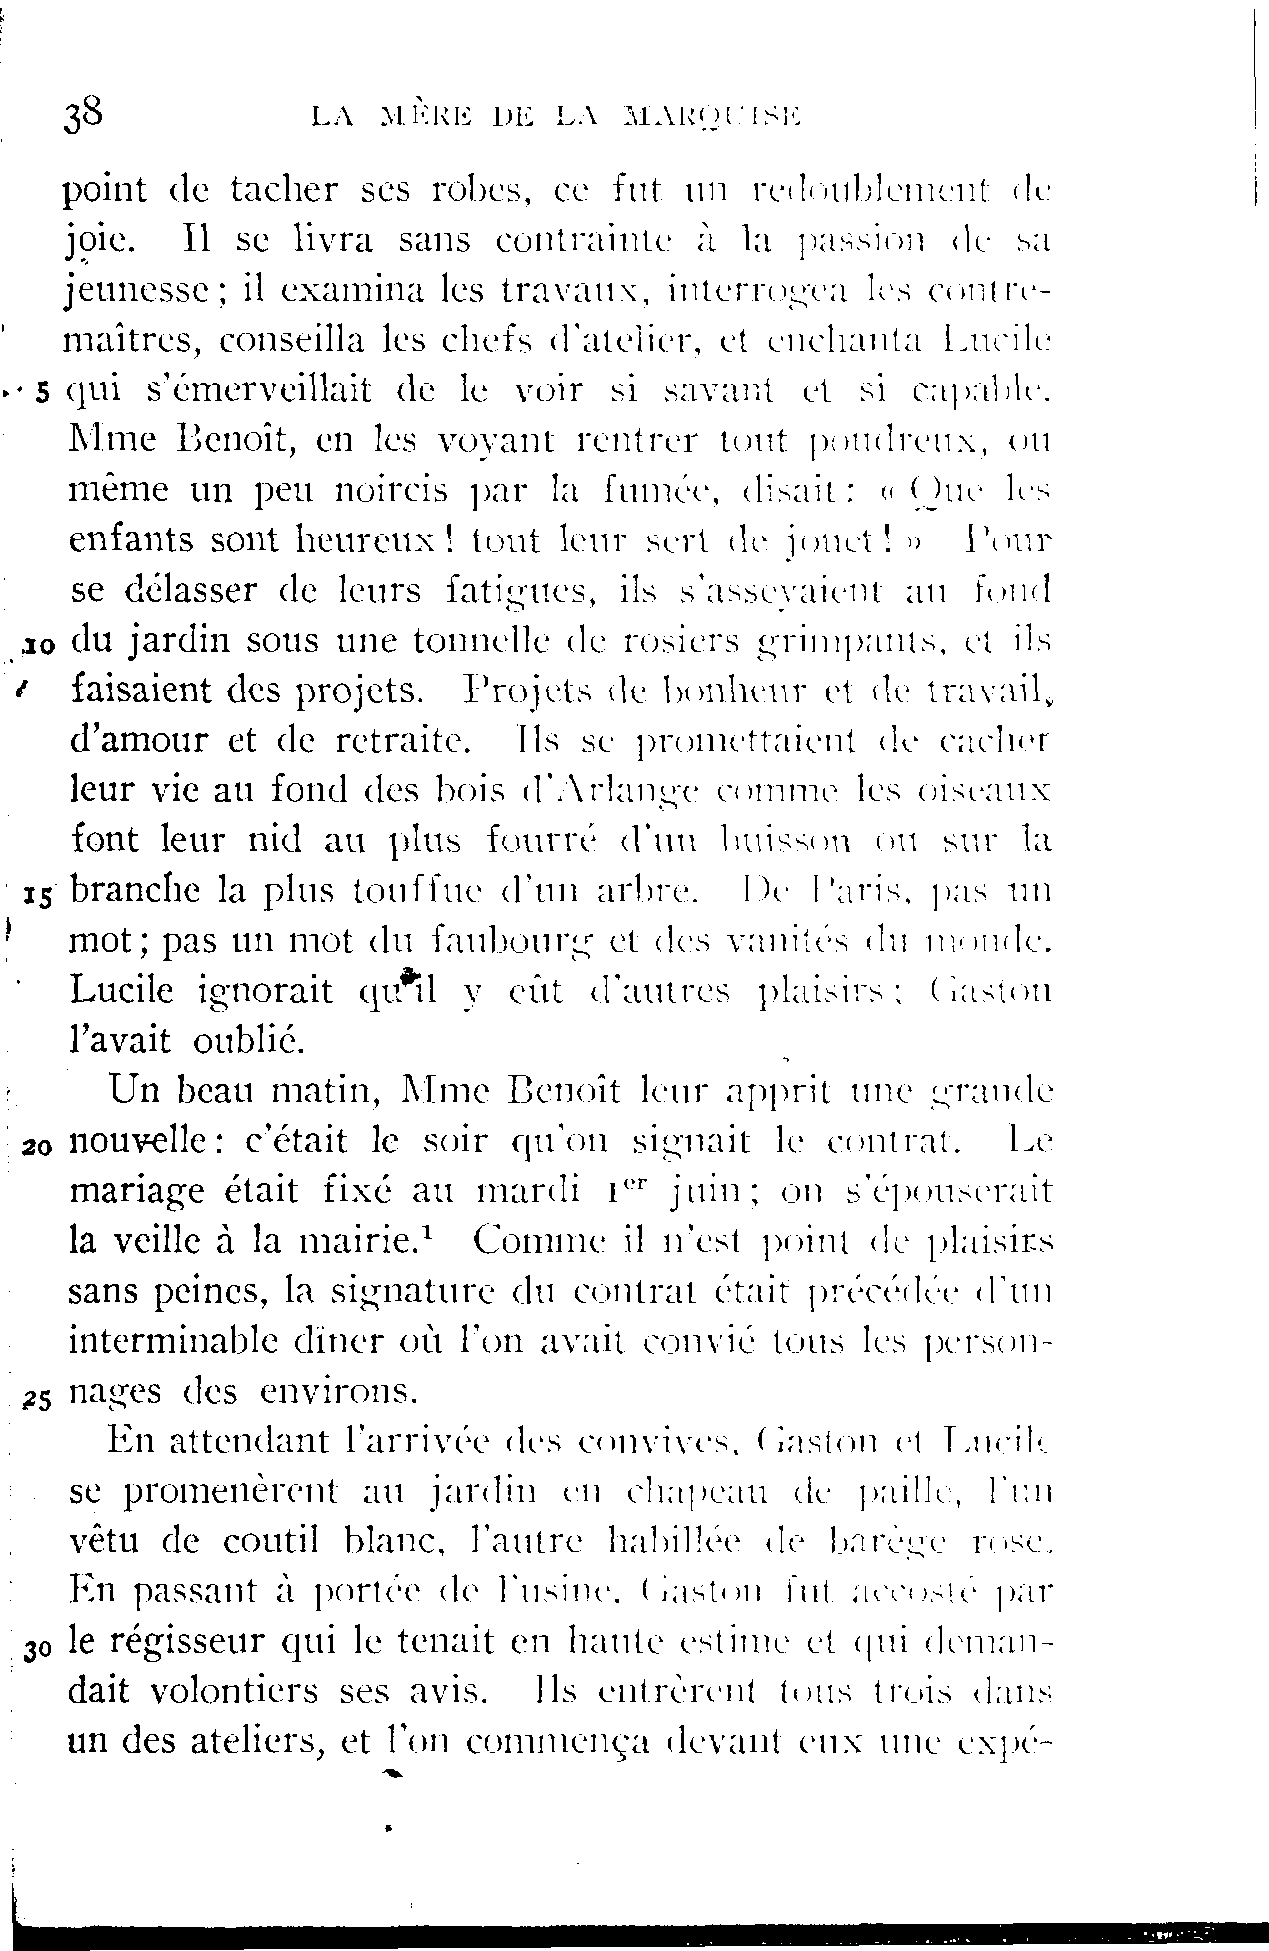 38 LA MÈRE DE LA MARQUISE
point de tacher ses robes, ce fut un redoublement de
joie. Il se livra sans contrainte à la passion de sa
jeunesse; il examina les travaux, interrogea les contre-
maîtres, conseilla les chefs d'atelier, et enchanta Lucile
5 qui s'émerveillait de le voir si savant et si capable.
Mme Benoît, en les voyant rentrer tout poudreux, ou
même un peu noircis par la fumée, disait: « Que les
enfants sont heureux! tout leur sert de jouet! » Pour
se délasser de leurs fatigues, ils s'asseyaient au fond
10 du jardin sous une tonnelle de rosiers grimpants, et ils
faisaient des projets. Projets de bonheur et de travail,
d'amour et de retraite. Ils se promettaient de cacher
leur vie au fond des bois d'Arlange comme les oiseaux
font leur nid au plus fourré d'un buisson ou sur la
15 branche la plus touffue d'un arbre. De Paris, pas un
mot; pas un mot du faubourg et des vanités du monde.
Lucile ignorait qu'il y eût d'autres plaisirs; Gaston
l'avait oublié.
Un beau matin, Mme Benoît leur apprit une grande
20 nouvelle: c'était le soir qu'on signait le contrat. Le
mariage était fixé au mardi 1er juin; on s'épouserait
la veille à la mairie.¹ Comme il n'est point de plaisirs
sans peines, la signature du contrat était précédée d'un
interminable dîner où l'on avait convié tous les person-
25 nages des environs.
En attendant l'arrivée des convives, Gaston et Lucile
se promenèrent au jardin en chapeau de paille, l'un
vêtu de coutil blanc, l'autre habillée de barège rose.
En passant à portée de l'usine, Gaston fut accosté par
30 le régisseur qui le tenait en haute estime et qui deman-
dait volontiers ses avis. Ils entrèrent tous trois dans
un des ateliers, et l'on commença devant eux une expé-